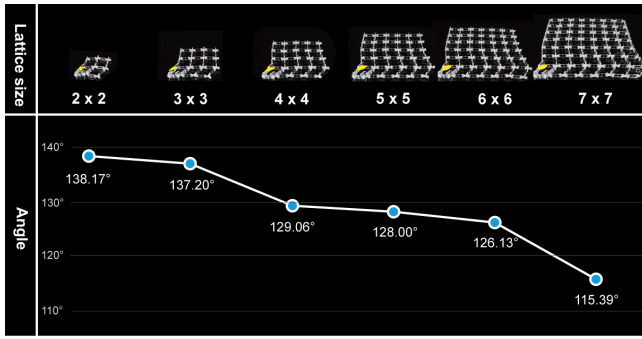 Lattice size
2 x 2
3 x 3
4 x 4
5 x 5
6 x 6
7 x 7
Angle
140°
130°
120°
110°
138.17°
137.20°
129.06°
128.00°
126.13°
115.39°